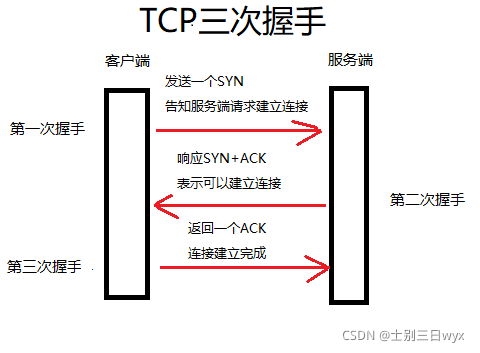 TCP三次握手
客户端
服务端
发送一个SYN
告知服务端请求建立连接
第一次握手
响应SYN+ACK
表示可以建立连接
第二次握手
返回一个ACK
连接建立完成
第三次握手
CSDN @士别三日wyx